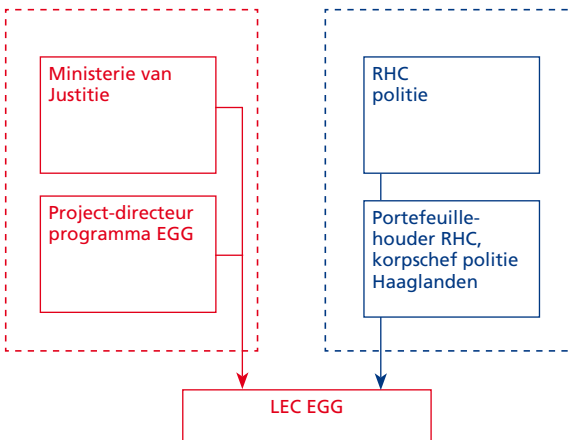 Ministerie van
Justitie
Project-directeur
programma EGG
RHC
politie
Portefeuille-
houder RHC,
korpschef politie
Haaglanden
LEC EGG